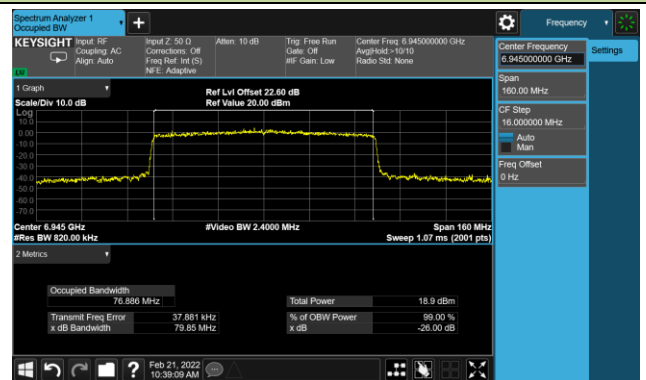 Spectrum Analyzer 1
Occupied BW
+
Frequency
KEYSIGHT
Input: RF
Coupling: AC
Align: Auto
Input Z: 50 Ω
Corrections: Off
Freq Ref: Int (S)
NFE: Adaptive
Atten: 10 dB
Trig: Free Run
Gate: Off
#IF Gain: Low
Center Freq: 6.945000000 GHz
Avg|Hold:>10/10
Radio Std: None
Center Frequency
6.945000000 GHz
Settings
Span
160.00 MHz
CF Step
16.000000 MHz
Auto
Man
Freq Offset
0 Hz
1 Graph
Scale/Div 10.0 dB
Ref Lvl Offset 22.60 dB
Ref Value 20.00 dBm
Log
10.0
0.00
-10.0
-20.0
-30.0
-40.0
-50.0
-60.0
-70.0
Center 6.945 GHz
#Video BW 2.4000 MHz
Span 160 MHz
#Res BW 820.00 kHz
Sweep 1.07 ms (2001 pts)
2 Metrics
Occupied Bandwidth
76.886 MHz
Total Power
18.9 dBm
Transmit Freq Error
37.881 kHz
% of OBW Power
99.00 %
x dB Bandwidth
79.85 MHz
x dB
-26.00 dB
?
Feb 21, 2022
10:39:09 AM